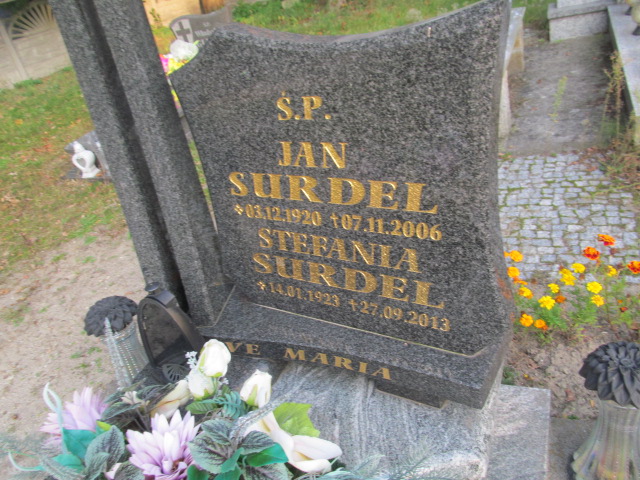 Ś.P.
JAN
SURDEL
*03.12.1920 †07.11.2006
STEFANIA
SURDEL
*14.01.1923 †27.09.2013
VE MARIA